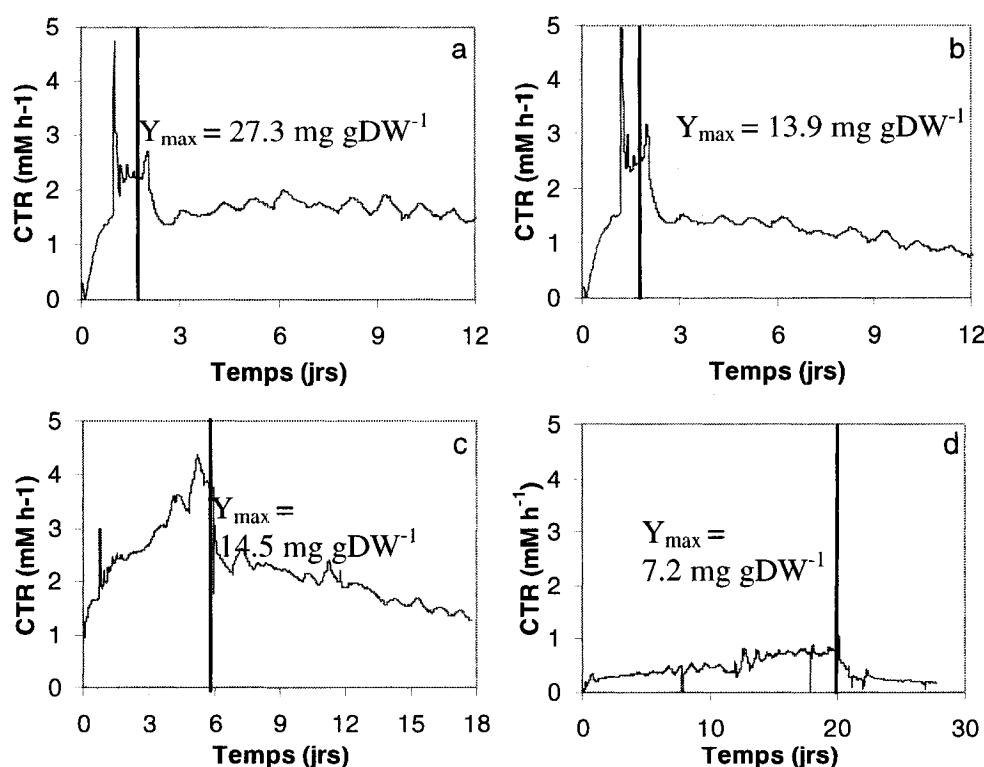 a
CTR (mM h-1)
5
4
3
2
1
0
Y_max = 27.3 mg gDW^-1
0 3 6 9 12
Temps (jrs)
b
CTR (mM h-1)
5
4
3
2
1
0
Y_max = 13.9 mg gDW^-1
0 3 6 9 12
Temps (jrs)
c
CTR (mM h-1)
5
4
3
2
1
0
Y_max =
14.5 mg gDW^-1
0 3 6 9 12 15 18
Temps (jrs)
d
CTR (mM h^-1)
5
4
3
2
1
0
Y_max =
7.2 mg gDW^-1
0 10 20 30
Temps (jrs)